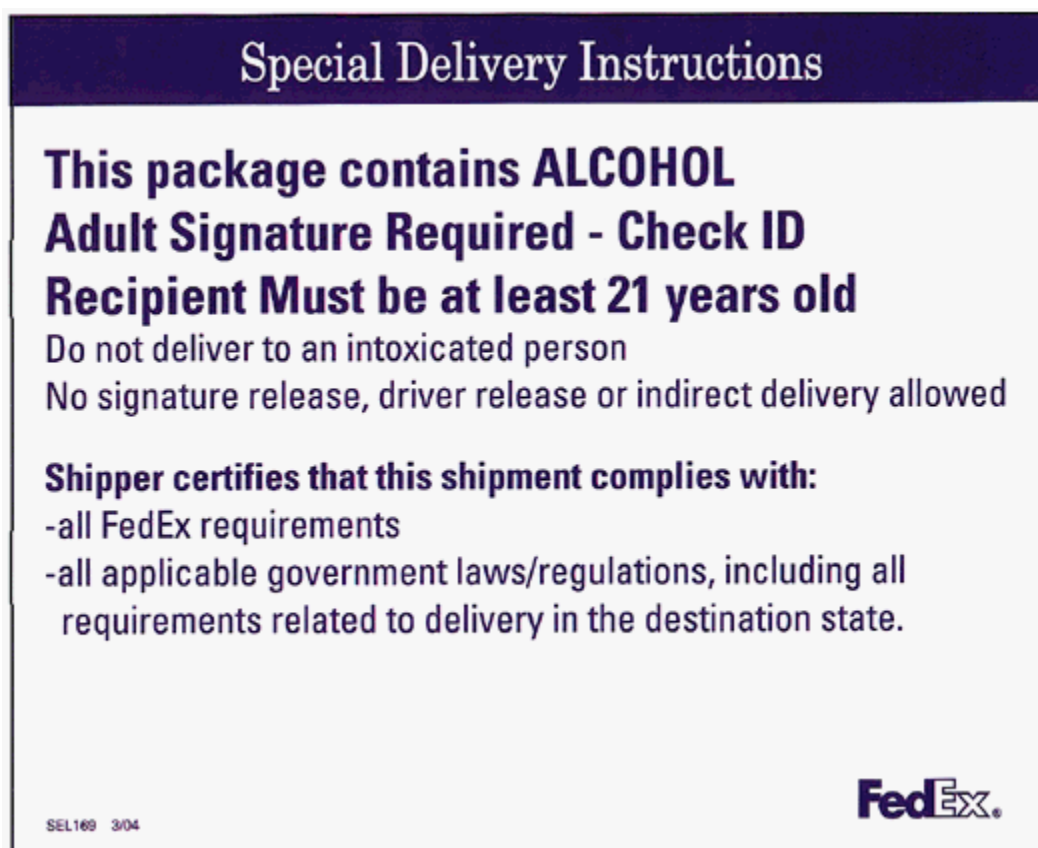 Special Delivery Instructions
This package contains ALCOHOL
Adult Signature Required - Check ID
Recipient Must be at least 21 years old
Do not deliver to an intoxicated person
No signature release, driver release or indirect delivery allowed
Shipper certifies that this shipment complies with:
-all FedEx requirements
-all applicable government laws/regulations, including all
requirements related to delivery in the destination state.
FedEx®
SEL169 3/04